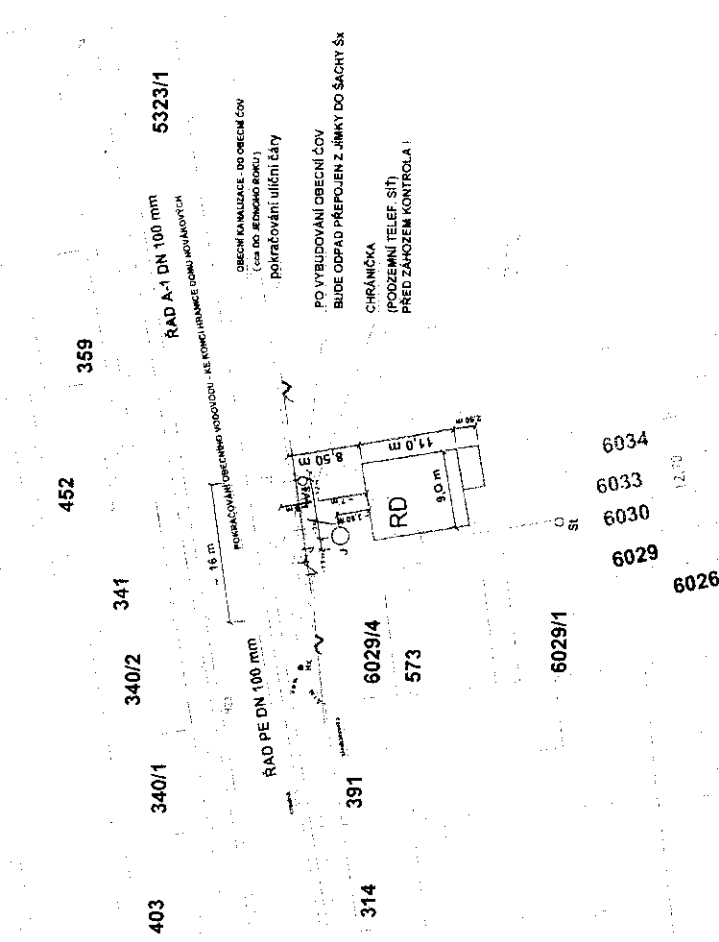 5323/1
359
452
341
340/2
340/1
403
ŘAD A-1 DN 100 mm
POKRAČOVÁNÍ OBECNÍHO VODOVODU - KE KONCI HRANICE DOMU NOVÁKOVÝCH
~ 16 m
ŘAD PE DN 100 mm
OBECNÍ KANALIZACE - DO OBECNÍ ČOV
( cca DO JEDNOHO ROKU )
pokračování uliční čáry
PO VYBUDOVÁNÍ OBECNÍ ČOV
BUDE ODPAD PŘEPOJEN Z JÍMKY DO ŠACHY Šx
CHRÁNIČKA
(PODZEMNÍ TELEF. SÍŤ)
PŘED ZÁHOZEM KONTROLA !
8,50 m
11,0 m
9,0 m
RD
J
St
391
314
6029/4
573
6029/1
6034
6033
6030
6029
6026